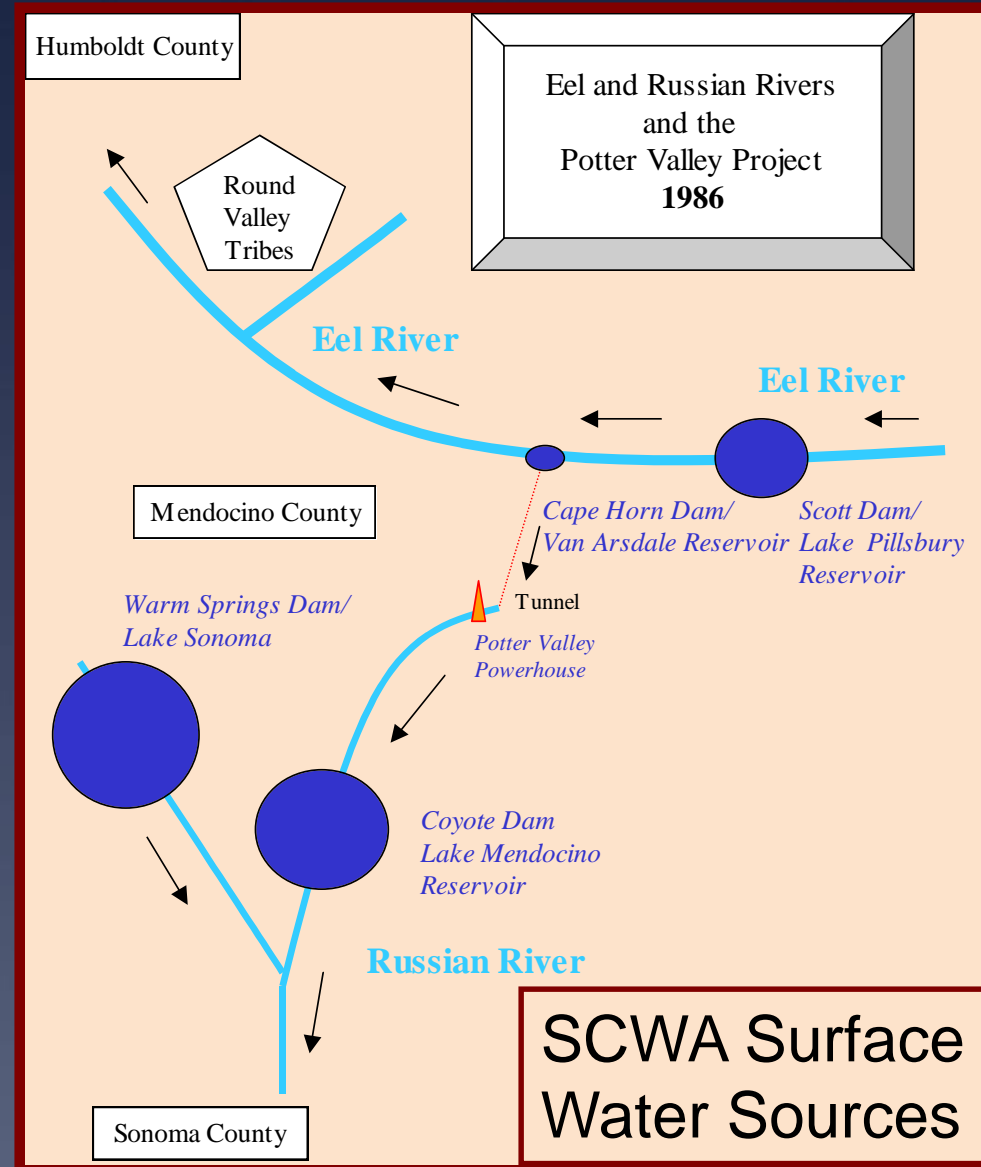 Humboldt County
Eel and Russian Rivers
and the
Potter Valley Project
1986
Round
Valley
Tribes
Eel River
Eel River
Mendocino County
Cape Horn Dam/
Van Arsdale Reservoir
Scott Dam/
Lake Pillsbury
Reservoir
Tunnel
Potter Valley
Powerhouse
Warm Springs Dam/
Lake Sonoma
Coyote Dam
Lake Mendocino
Reservoir
Russian River
SCWA Surface
Water Sources
Sonoma County